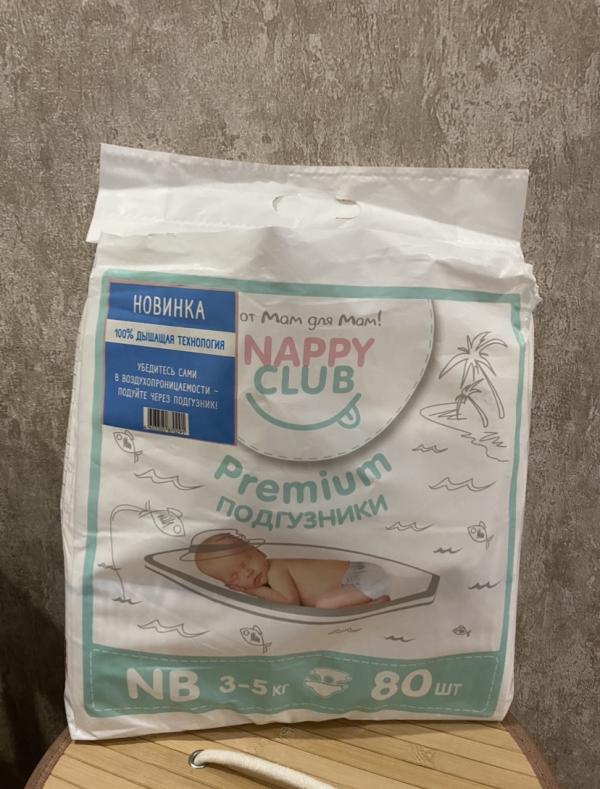 НОВИНКА
100% ДЫШАЩАЯ ТЕХНОЛОГИЯ
УБЕДИТЕСЬ САМИ
В ВОЗДУХОПРОНИЦАЕМОСТИ –
ПОДУЙТЕ ЧЕРЕЗ ПОДГУЗНИК!
от Мам для Мам!
NAPPY
CLUB
Premium
ПОДГУЗНИКИ
NB 3–5 КГ 80 ШТ